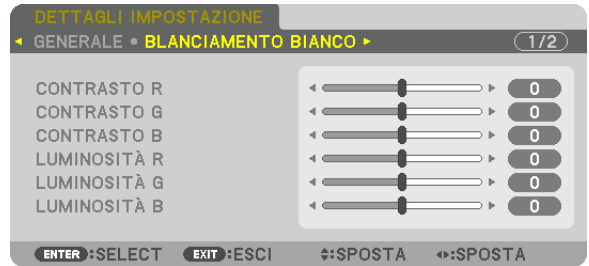 DETTAGLI IMPOSTAZIONE
GENERALE • BLANCIAMENTO BIANCO 1/2
CONTRASTO R 0
CONTRASTO G 0
CONTRASTO B 0
LUMINOSITÀ R 0
LUMINOSITÀ G 0
LUMINOSITÀ B 0
ENTER :SELECT EXIT :ESCI :SPOSTA :SPOSTA